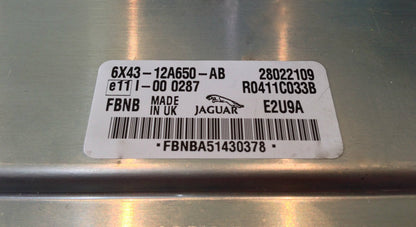 6X43-12A650-AB 28022109
e11 I-00 0287 R0411C033B
FBNB MADE IN UK JAGUAR E2U9A
*FBNBA51430378*